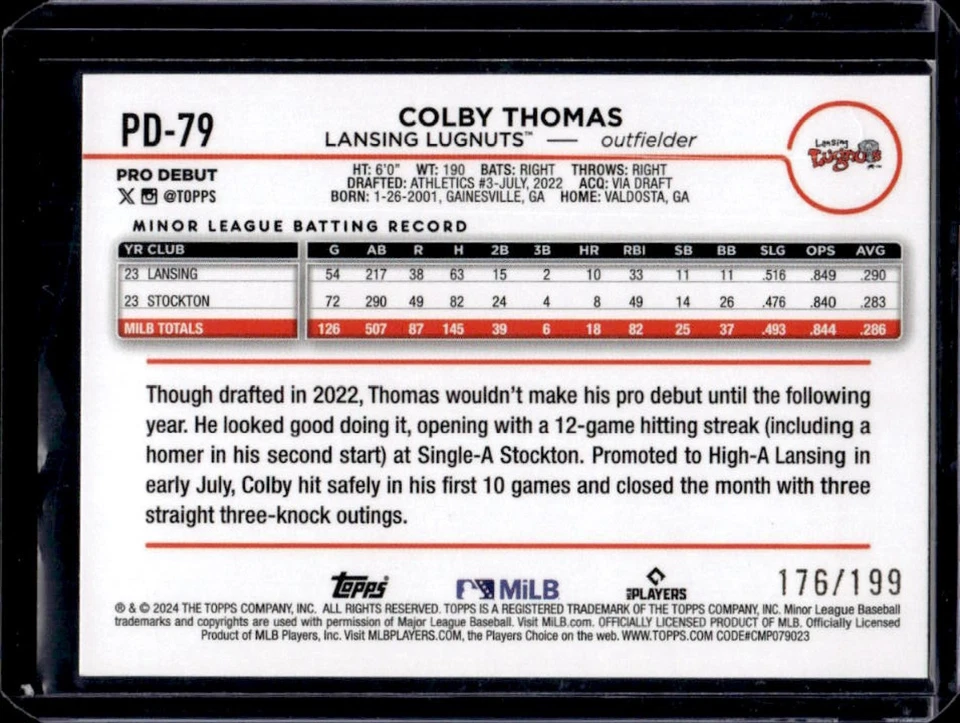 PD-79
COLBY THOMAS
LANSING LUGNUTS™ — outfielder
Lansing
Lugnuts
PRO DEBUT
@TOPPS
HT: 6'0" WT: 190 BATS: RIGHT THROWS: RIGHT
DRAFTED: ATHLETICS #3-JULY, 2022 ACQ: VIA DRAFT
BORN: 1-26-2001, GAINESVILLE, GA HOME: VALDOSTA, GA
MINOR LEAGUE BATTING RECORD
YR CLUB G AB R H 2B 3B HR RBI SB BB SLG OPS AVG
23 LANSING 54 217 38 63 15 2 10 33 11 11 .516 .849 .290
23 STOCKTON 72 290 49 82 24 4 8 49 14 26 .476 .840 .283
MILB TOTALS 126 507 87 145 39 6 18 82 25 37 .493 .844 .286
Though drafted in 2022, Thomas wouldn't make his pro debut until the following
year. He looked good doing it, opening with a 12-game hitting streak (including a
homer in his second start) at Single-A Stockton. Promoted to High-A Lansing in
early July, Colby hit safely in his first 10 games and closed the month with three
straight three-knock outings.
Topps MiLB MLB PLAYERS 176/199
® & © 2024 THE TOPPS COMPANY, INC. ALL RIGHTS RESERVED. TOPPS IS A REGISTERED TRADEMARK OF THE TOPPS COMPANY, INC. Minor League Baseball
trademarks and copyrights are used with permission of Major League Baseball. Visit MiLB.com. OFFICIALLY LICENSED PRODUCT OF MLB. Officially Licensed
Product of MLB Players, Inc. Visit MLBPLAYERS.COM, the Players Choice on the web. WWW.TOPPS.COM CODE#CMP079023